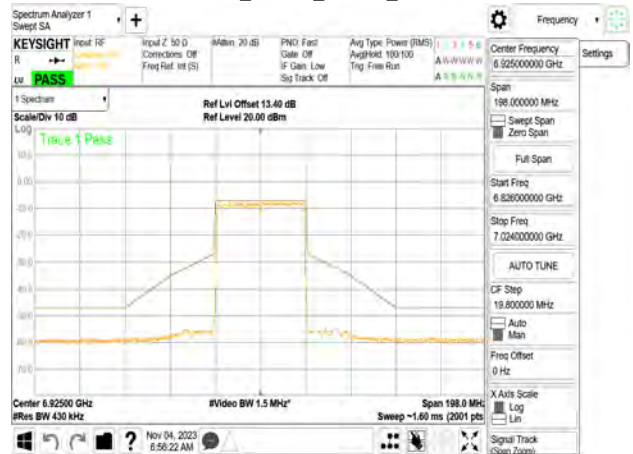 Spectrum Analyzer 1
Swept SA
+
Frequency
KEYSIGHT
Input: RF
R
PASS
Input Z: 50 Ω
Corrections: Off
Freq Ref: Int (S)
#Atten: 20 dB
PNO: Fast
Gate: Off
IF Gain: Low
Sig Track: Off
Avg Type: Power (RMS)
Avg|Hold: 100/100
Trig: Free Run
Center Frequency
6.925000000 GHz
Settings
Span
198.000000 MHz
Swept Span
Zero Span
Full Span
Start Freq
6.826000000 GHz
Stop Freq
7.024000000 GHz
AUTO TUNE
CF Step
19.800000 MHz
Auto
Man
Freq Offset
0 Hz
X Axis Scale
Log
Lin
Signal Track
(Span Zoom)
1 Spectrum
Scale/Div 10 dB
Ref Lvl Offset 13.40 dB
Ref Level 20.00 dBm
Log
Trace 1 Pass
10.0
0.00
Center 6.92500 GHz
#Res BW 430 kHz
#Video BW 1.5 MHz*
Span 198.0 MHz
Sweep ~1.60 ms (2001 pts
?
Nov 04, 2023
6:56:22 AM